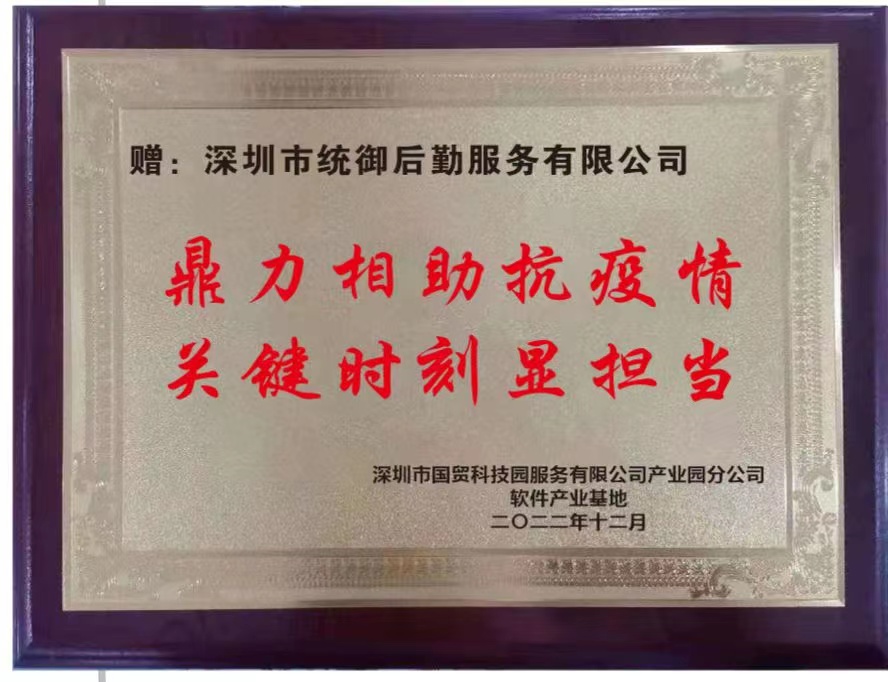 赠：深圳市统御后勤服务有限公司
鼎力相助抗疫情
关键时刻显担当
深圳市国贸科技园服务有限公司产业园分公司
软件产业基地
二〇二二年十二月